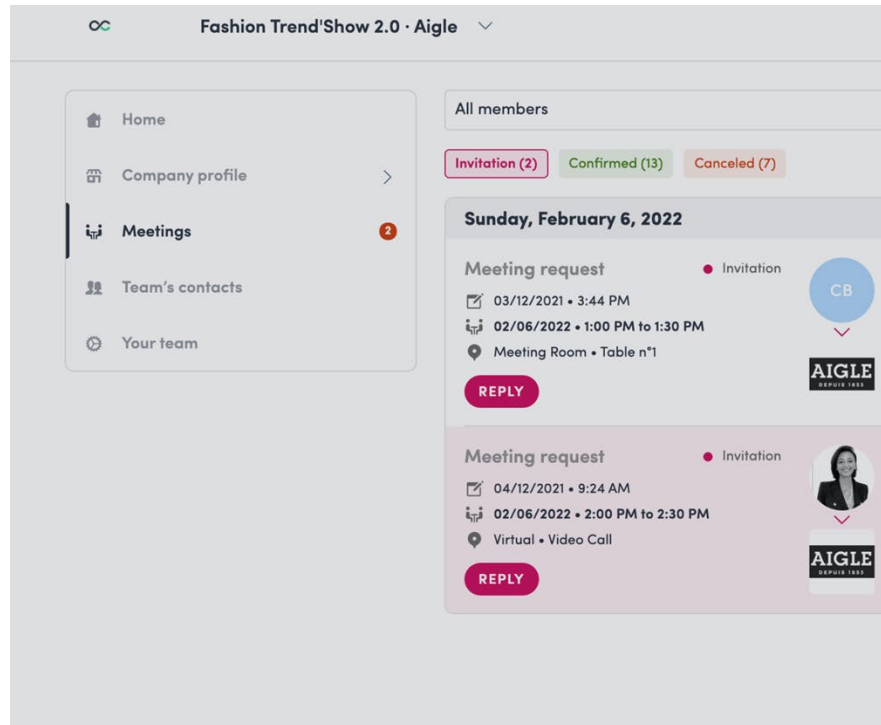 Fashion Trend'Show 2.0 · Aigle
Home
Company profile
Meetings 2
Team's contacts
Your team
All members
Invitation (2) Confirmed (13) Canceled (7)
Sunday, February 6, 2022
Meeting request Invitation
CB
03/12/2021 • 3:44 PM
02/06/2022 • 1:00 PM to 1:30 PM
Meeting Room • Table n°1
AIGLE
DEPUIS 1853
REPLY
Meeting request Invitation
04/12/2021 • 9:24 AM
02/06/2022 • 2:00 PM to 2:30 PM
Virtual • Video Call
AIGLE
DEPUIS 1853
REPLY